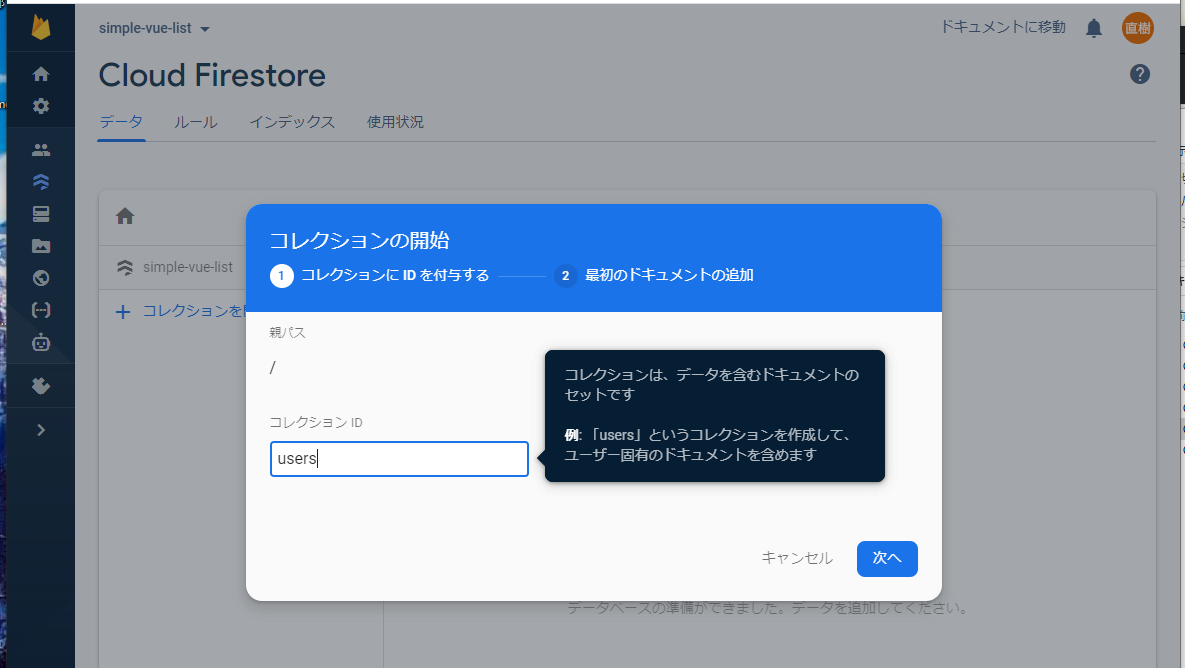 simple-vue-list
ドキュメントに移動
直樹
Cloud Firestore
データ
ルール
インデックス
使用状況
simple-vue-list
コレクションを
コレクションの開始
1 コレクションに ID を付与する
2 最初のドキュメントの追加
親パス
/
コレクション ID
users
コレクションは、データを含むドキュメントの
セットです
例: 「users」というコレクションを作成して、
ユーザー固有のドキュメントを含めます
キャンセル
次へ
データベースの準備ができました。データを追加してください。